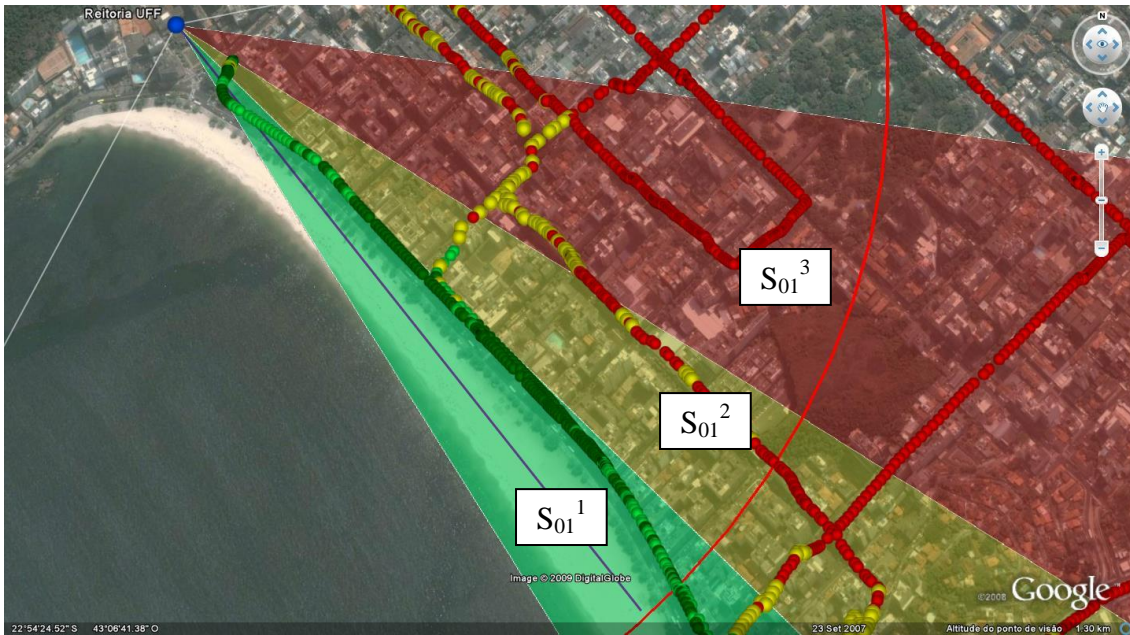 Reitoria UFF
N
S₀₁³
S₀₁²
S₀₁¹
Image © 2009 DigitalGlobe
©2008 Google
22°54'24.52" S 43°06'41.38" O 23 Set 2007 Altitude do ponto de visão 1.30 km